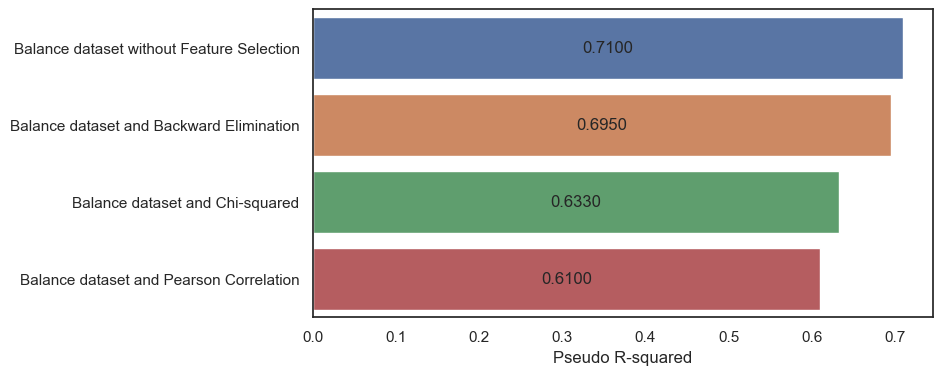 Balance dataset without Feature Selection
0.7100
Balance dataset and Backward Elimination
0.6950
Balance dataset and Chi-squared
0.6330
Balance dataset and Pearson Correlation
0.6100
0.0 0.1 0.2 0.3 0.4 0.5 0.6 0.7
Pseudo R-squared